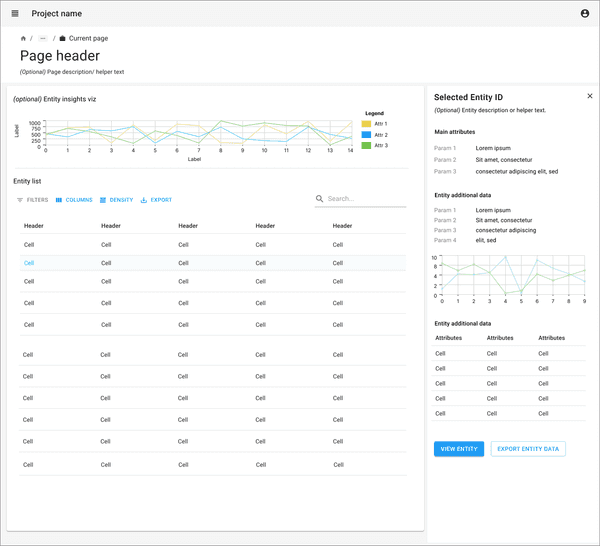 Project name
/ ... / Current page
Page header
(Optional) Page description/ helper text
(optional) Entity insights viz
Label
1000
750
500
250
0
0 1 2 3 4 5 6 7 8 9 10 11 12 13 14
Label
Legend
Attr 1
Attr 2
Attr 3
Entity list
FILTERS COLUMNS DENSITY EXPORT Search...
Header Header Header Header Header
Cell Cell Cell Cell Cell
Cell Cell Cell Cell Cell
Cell Cell Cell Cell Cell
Cell Cell Cell Cell Cell
Cell Cell Cell Cell Cell
Cell Cell Cell Cell Cell
Cell Cell Cell Cell Cell
Cell Cell Cell Cell Cell
Cell Cell Cell Cell Cell
Cell Cell Cell Cell Cell
Cell Cell Cell Cell Cell
Selected Entity ID
(Optional) Entity description or helper text.
Main attributes
Param 1 Lorem ipsum
Param 2 Sit amet, consectetur
Param 3 consectetur adipiscing elit, sed
Entity additional data
Param 1 Lorem ipsum
Param 2 Sit amet, consectetur
Param 3 consectetur adipiscing
Param 4 elit, sed
10
8
6
4
2
0
0 1 2 3 4 5 6 7 8 9
Entity additional data
Attributes Attributes Attributes
Cell Cell Cell
Cell Cell Cell
Cell Cell Cell
Cell Cell Cell
Cell Cell Cell
VIEW ENTITY EXPORT ENTITY DATA